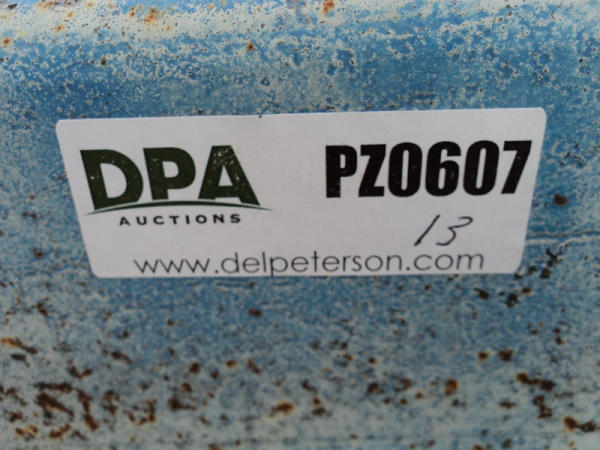 DPA
AUCTIONS
PZ0607
13
www.delpeterson.com